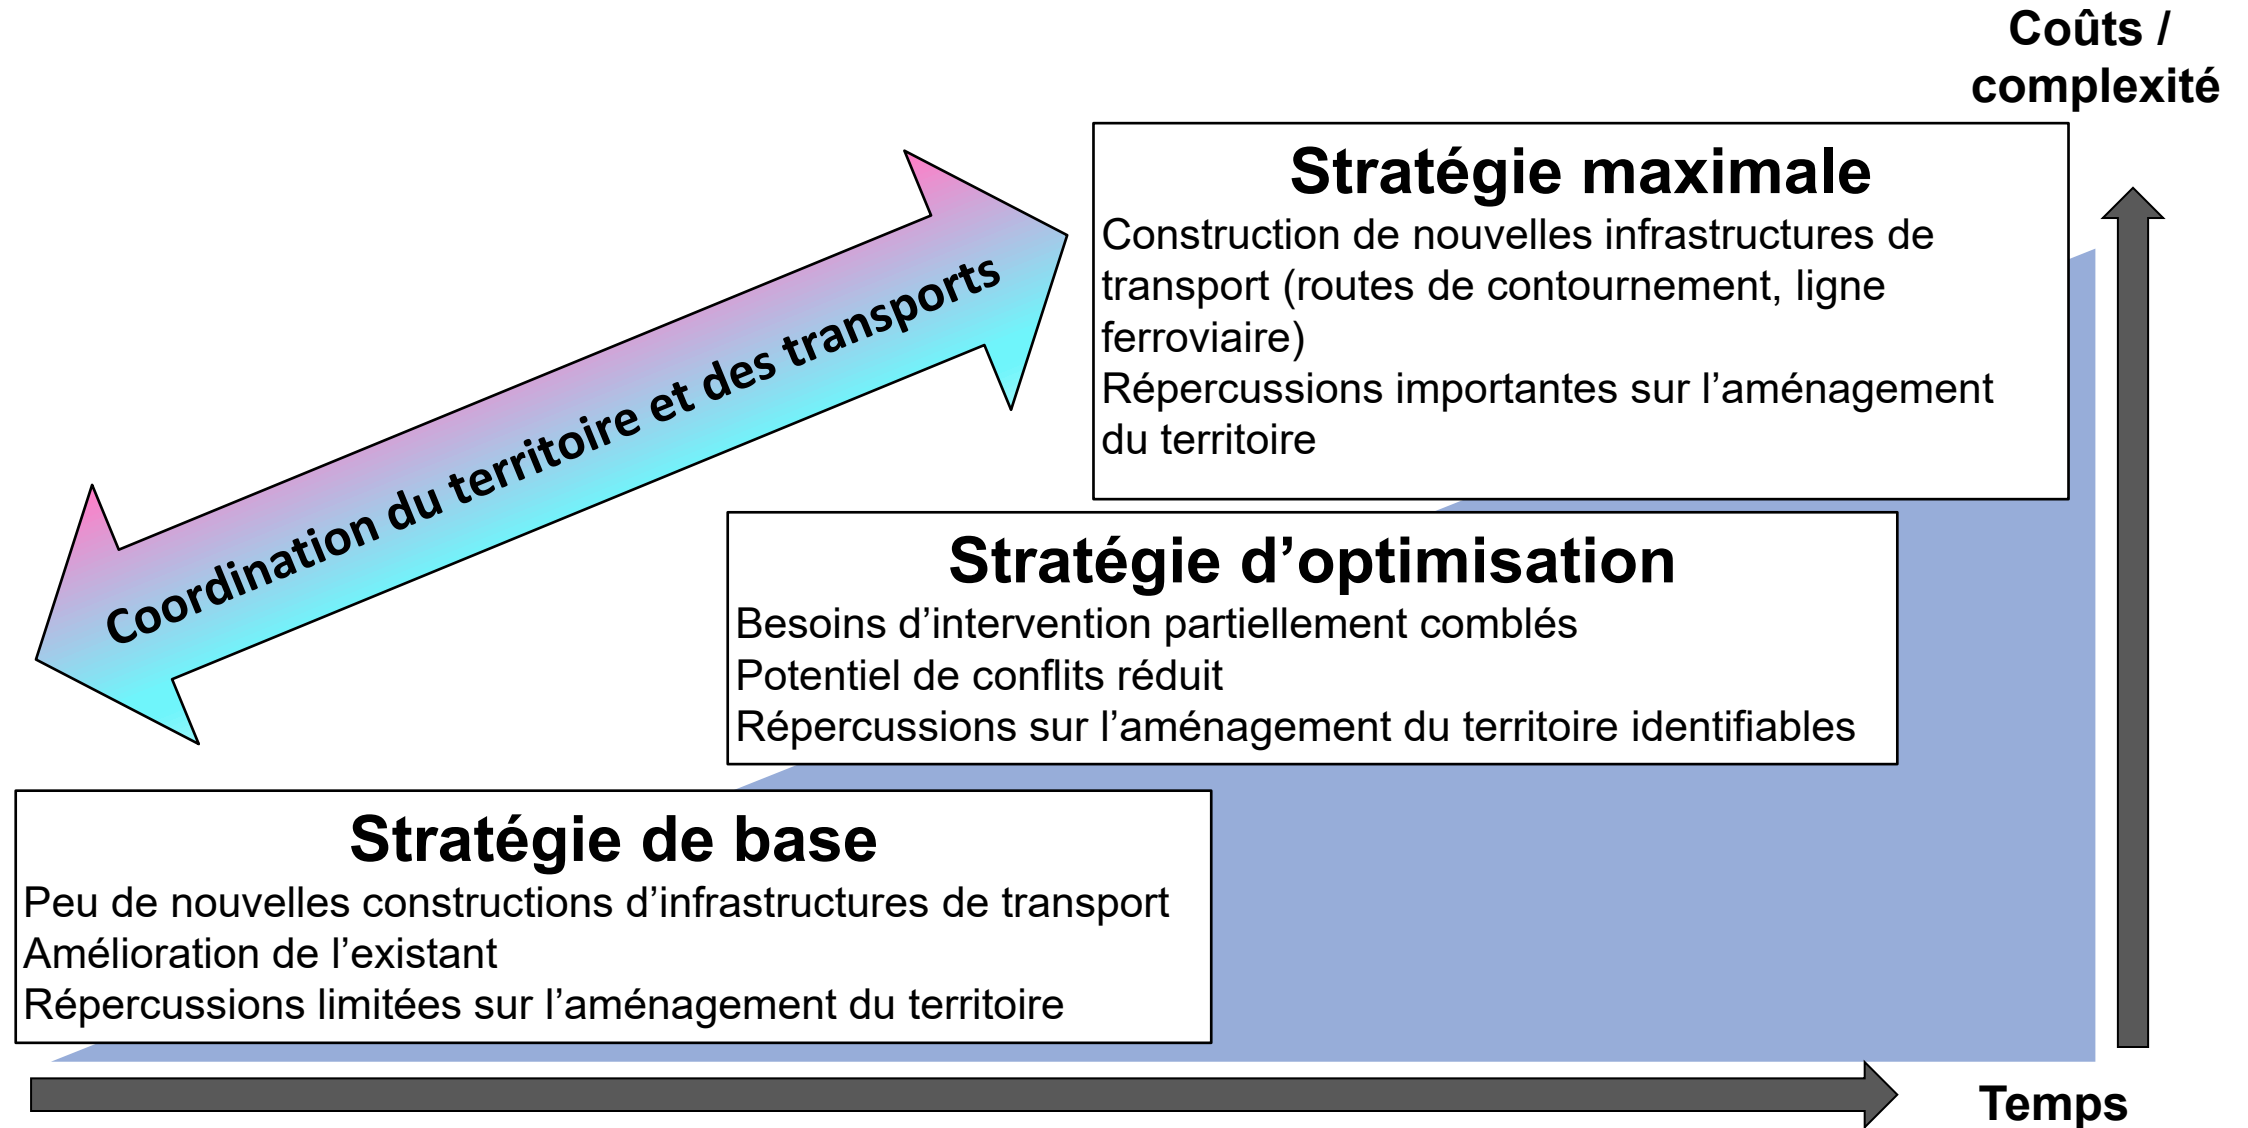 Coûts /
complexité
Stratégie maximale
Construction de nouvelles infrastructures de
transport (routes de contournement, ligne
ferroviaire)
Répercussions importantes sur l’aménagement
du territoire
Coordination du territoire et des transports
Stratégie d’optimisation
Besoins d’intervention partiellement comblés
Potentiel de conflits réduit
Répercussions sur l’aménagement du territoire identifiables
Stratégie de base
Peu de nouvelles constructions d’infrastructures de transport
Amélioration de l’existant
Répercussions limitées sur l’aménagement du territoire
Temps